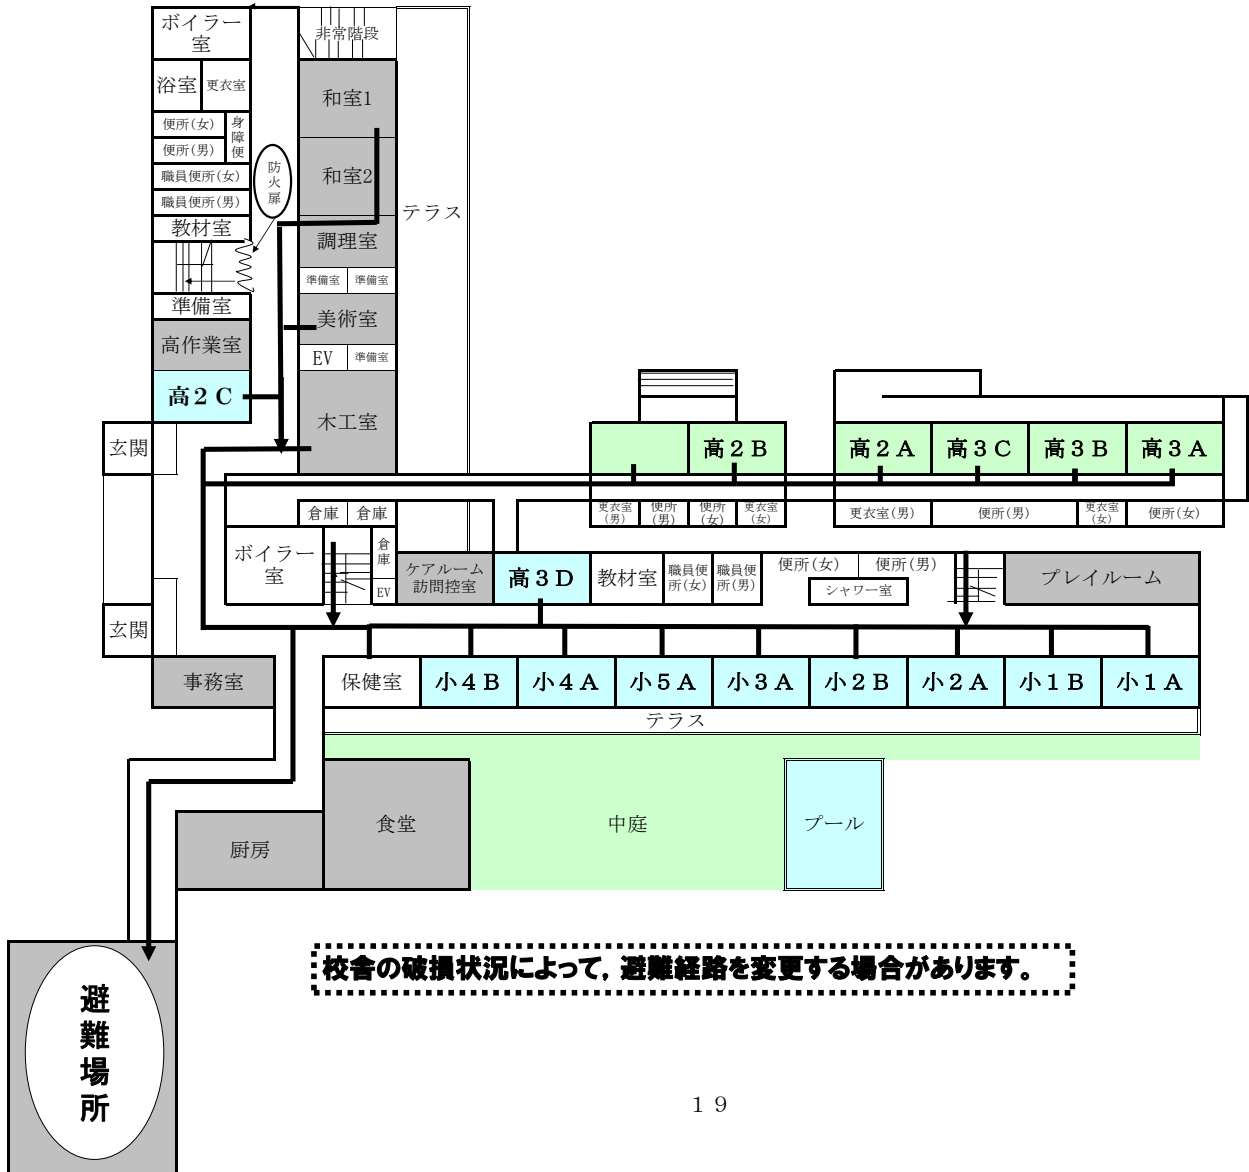 ボイラー
室
非常階段
浴室 更衣室
和室1
便所(女)
便所(男)
身障便
職員便所(女)
職員便所(男)
防火扉
和室2
テラス
教材室
調理室
準備室 準備室
準備室
美術室
高作業室
EV 準備室
高2C
木工室
玄関
高2B
高2A 高3C 高3B 高3A
倉庫 倉庫
更衣室
(男)
便所
(男)
便所
(女)
更衣室
(女)
更衣室(男) 便所(男)
更衣室
(女)
便所(女)
ボイラー
室
倉庫
EV
ケアルーム
訪問控室
高3D
教材室
職員便
所(女)
職員便
所(男)
便所(女) 便所(男)
シャワー室
プレイルーム
玄関
事務室
保健室 小4B 小4A 小5A 小3A 小2B 小2A 小1B 小1A
テラス
食堂
中庭
プール
厨房
校舎の破損状況によって,避難経路を変更する場合があります。
避難場所
19